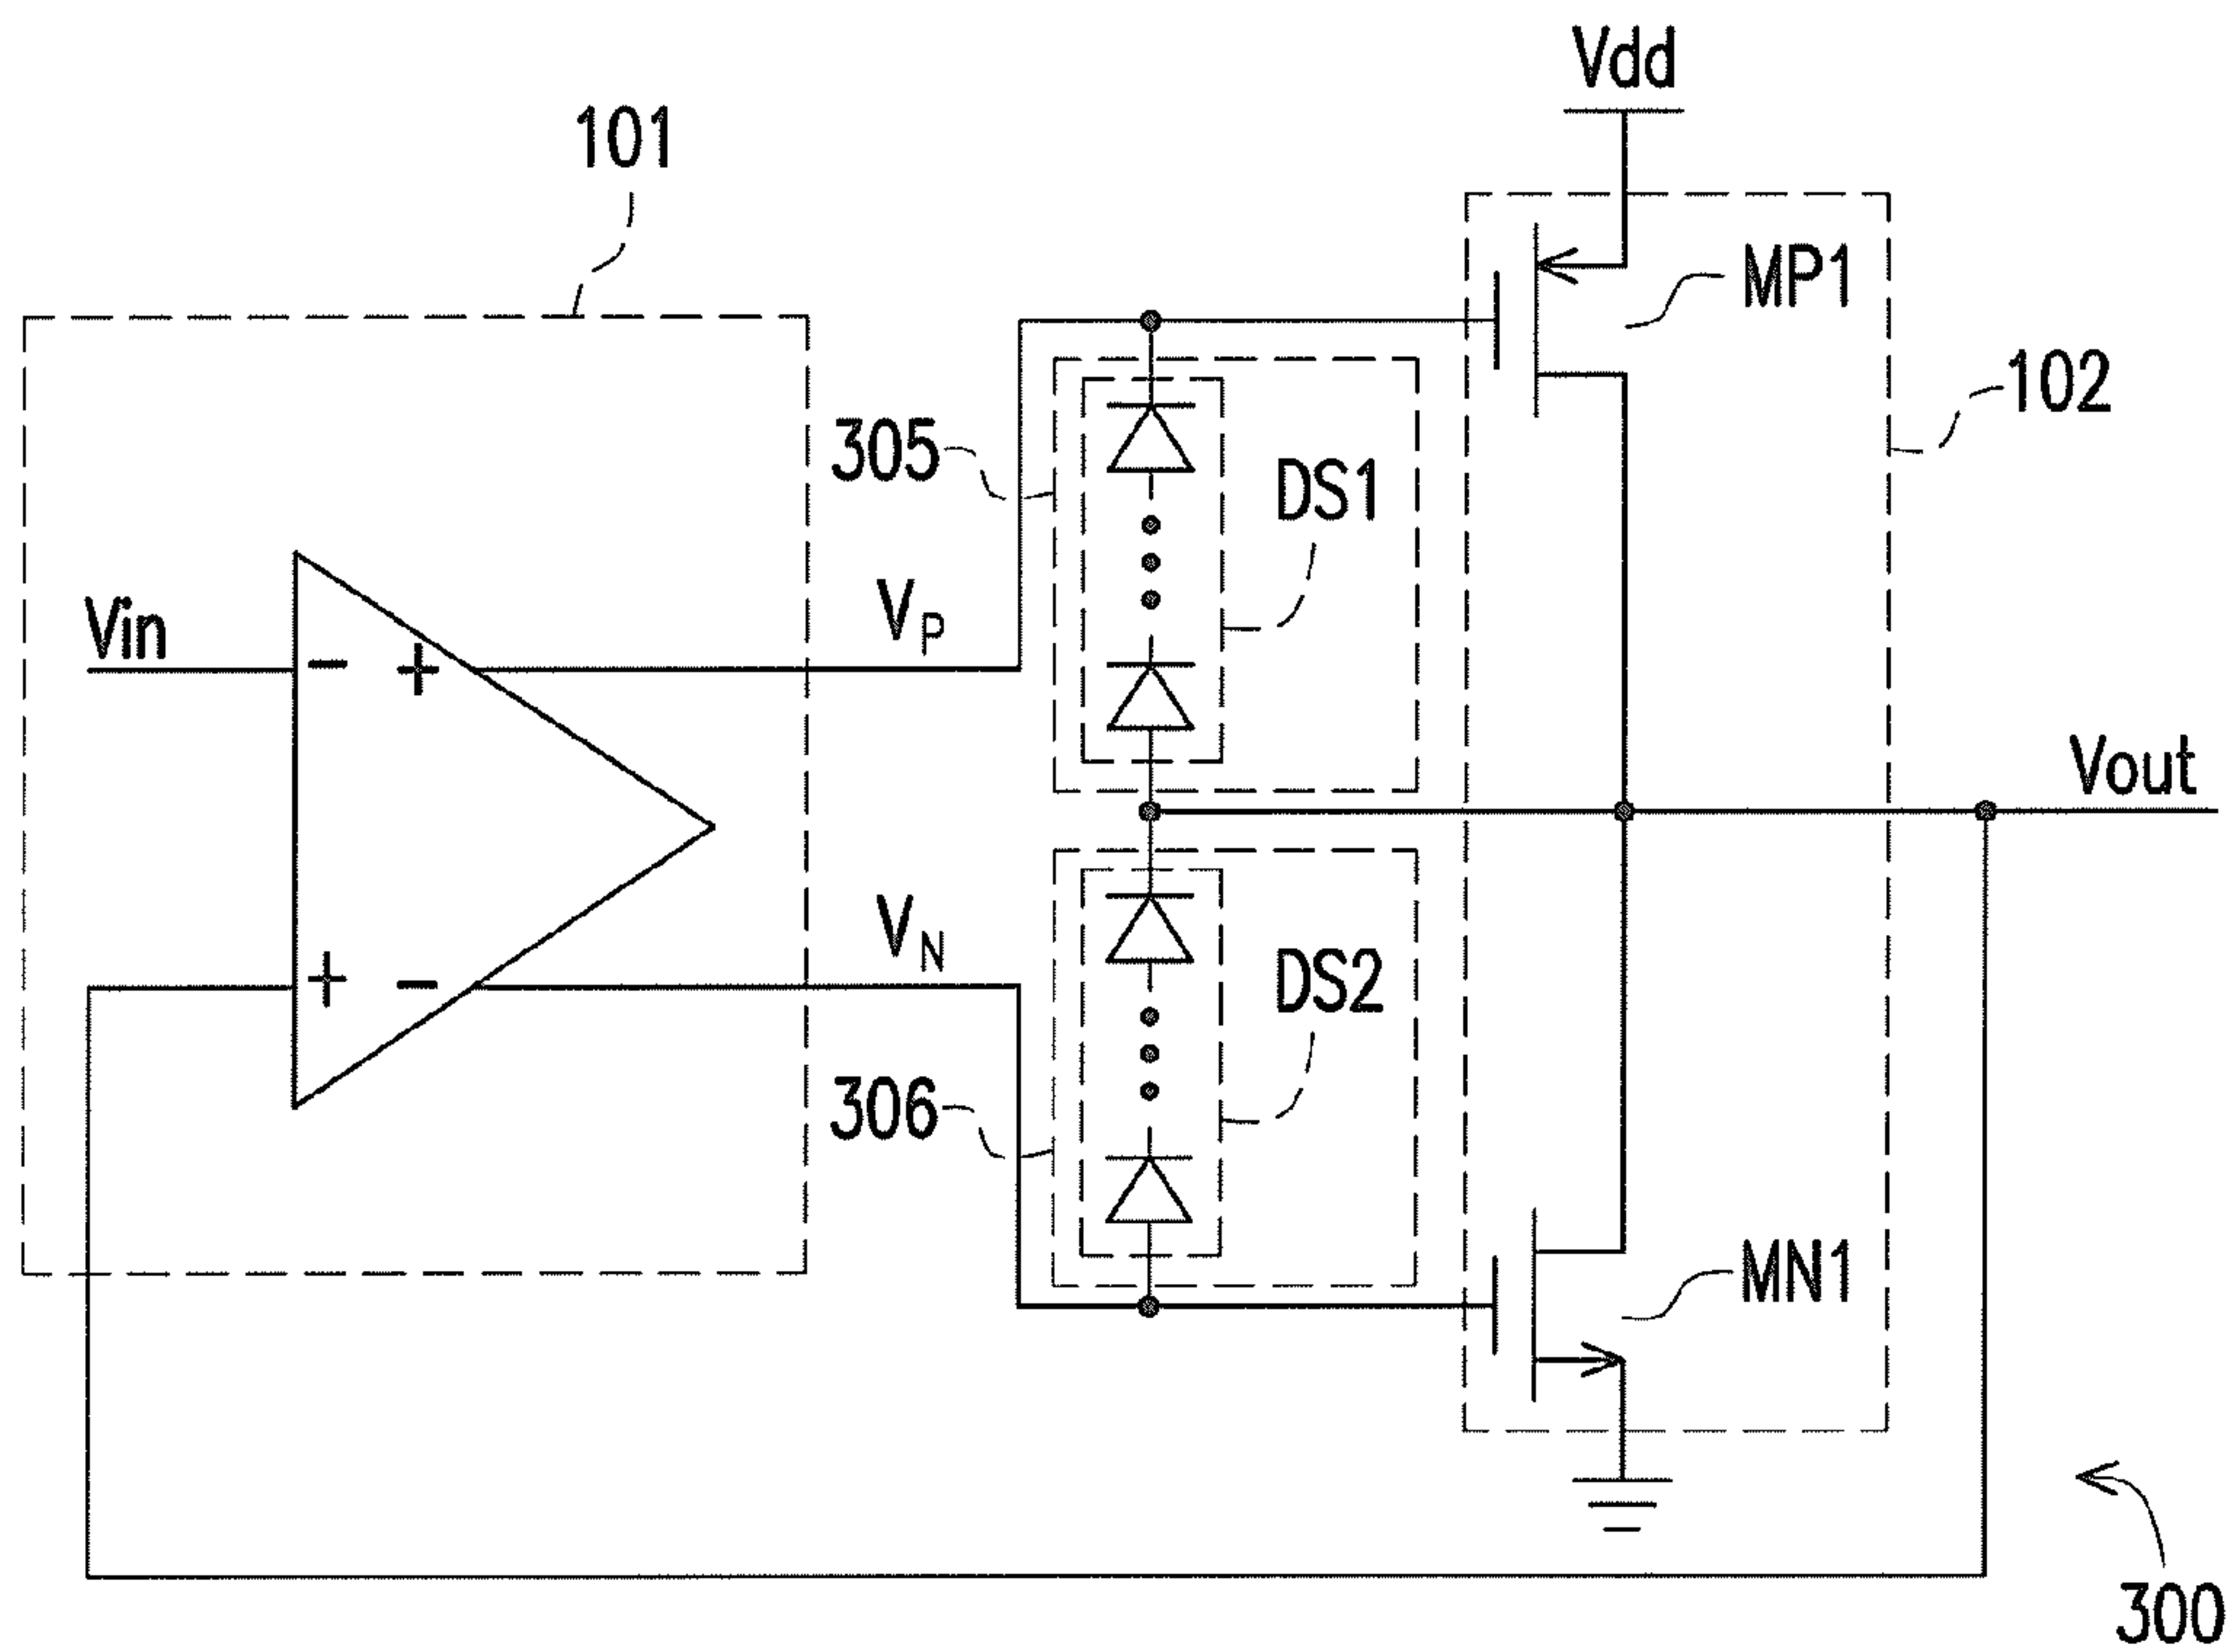 Vdd
101
MP1
102
305
DS1
Vin
- +
VP
Vout
VN
+ -
DS2
306
MN1
300